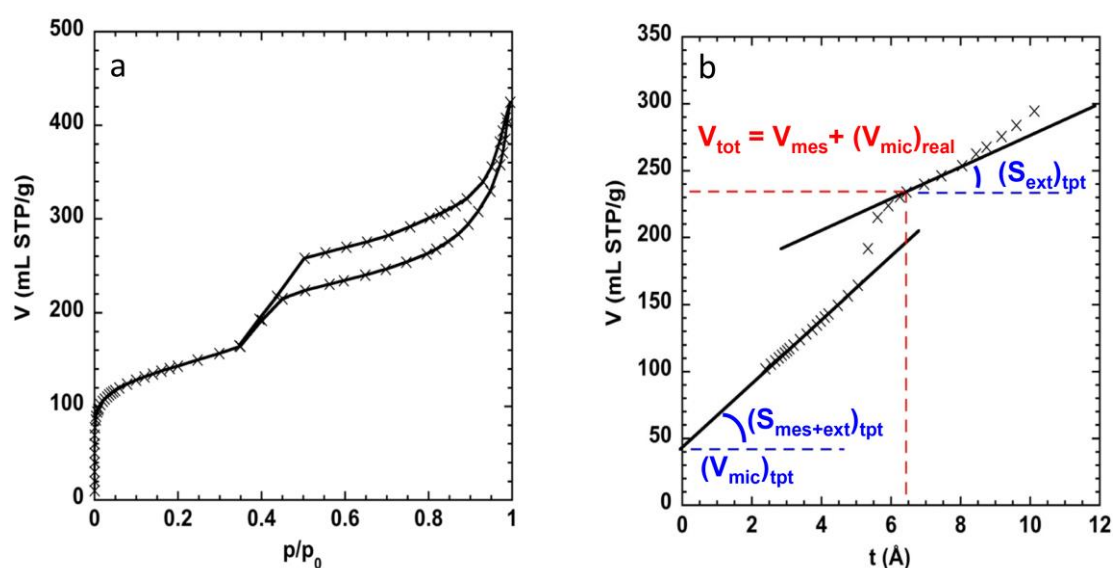 a
V (mL STP/g)
500
400
300
200
100
0
0 0.2 0.4 0.6 0.8 1
p/p0
b
V (mL STP/g)
350
300
250
200
150
100
50
0
0 2 4 6 8 10 12
t (Å)
Vtot = Vmes+ (Vmic)real
(Sext)tpt
(Smes+ext)tpt
(Vmic)tpt